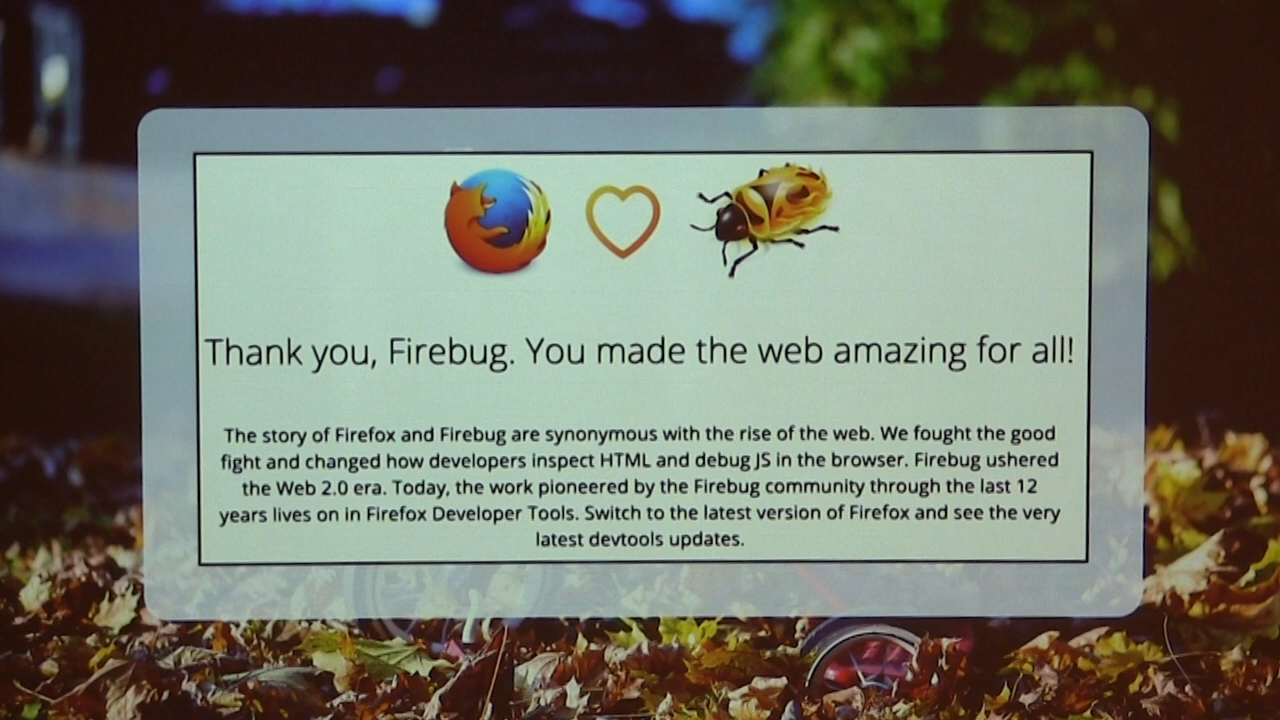 Thank you, Firebug. You made the web amazing for all!
The story of Firefox and Firebug are synonymous with the rise of the web. We fought the good
fight and changed how developers inspect HTML and debug JS in the browser. Firebug ushered
the Web 2.0 era. Today, the work pioneered by the Firebug community through the last 12
years lives on in Firefox Developer Tools. Switch to the latest version of Firefox and see the very
latest devtools updates.